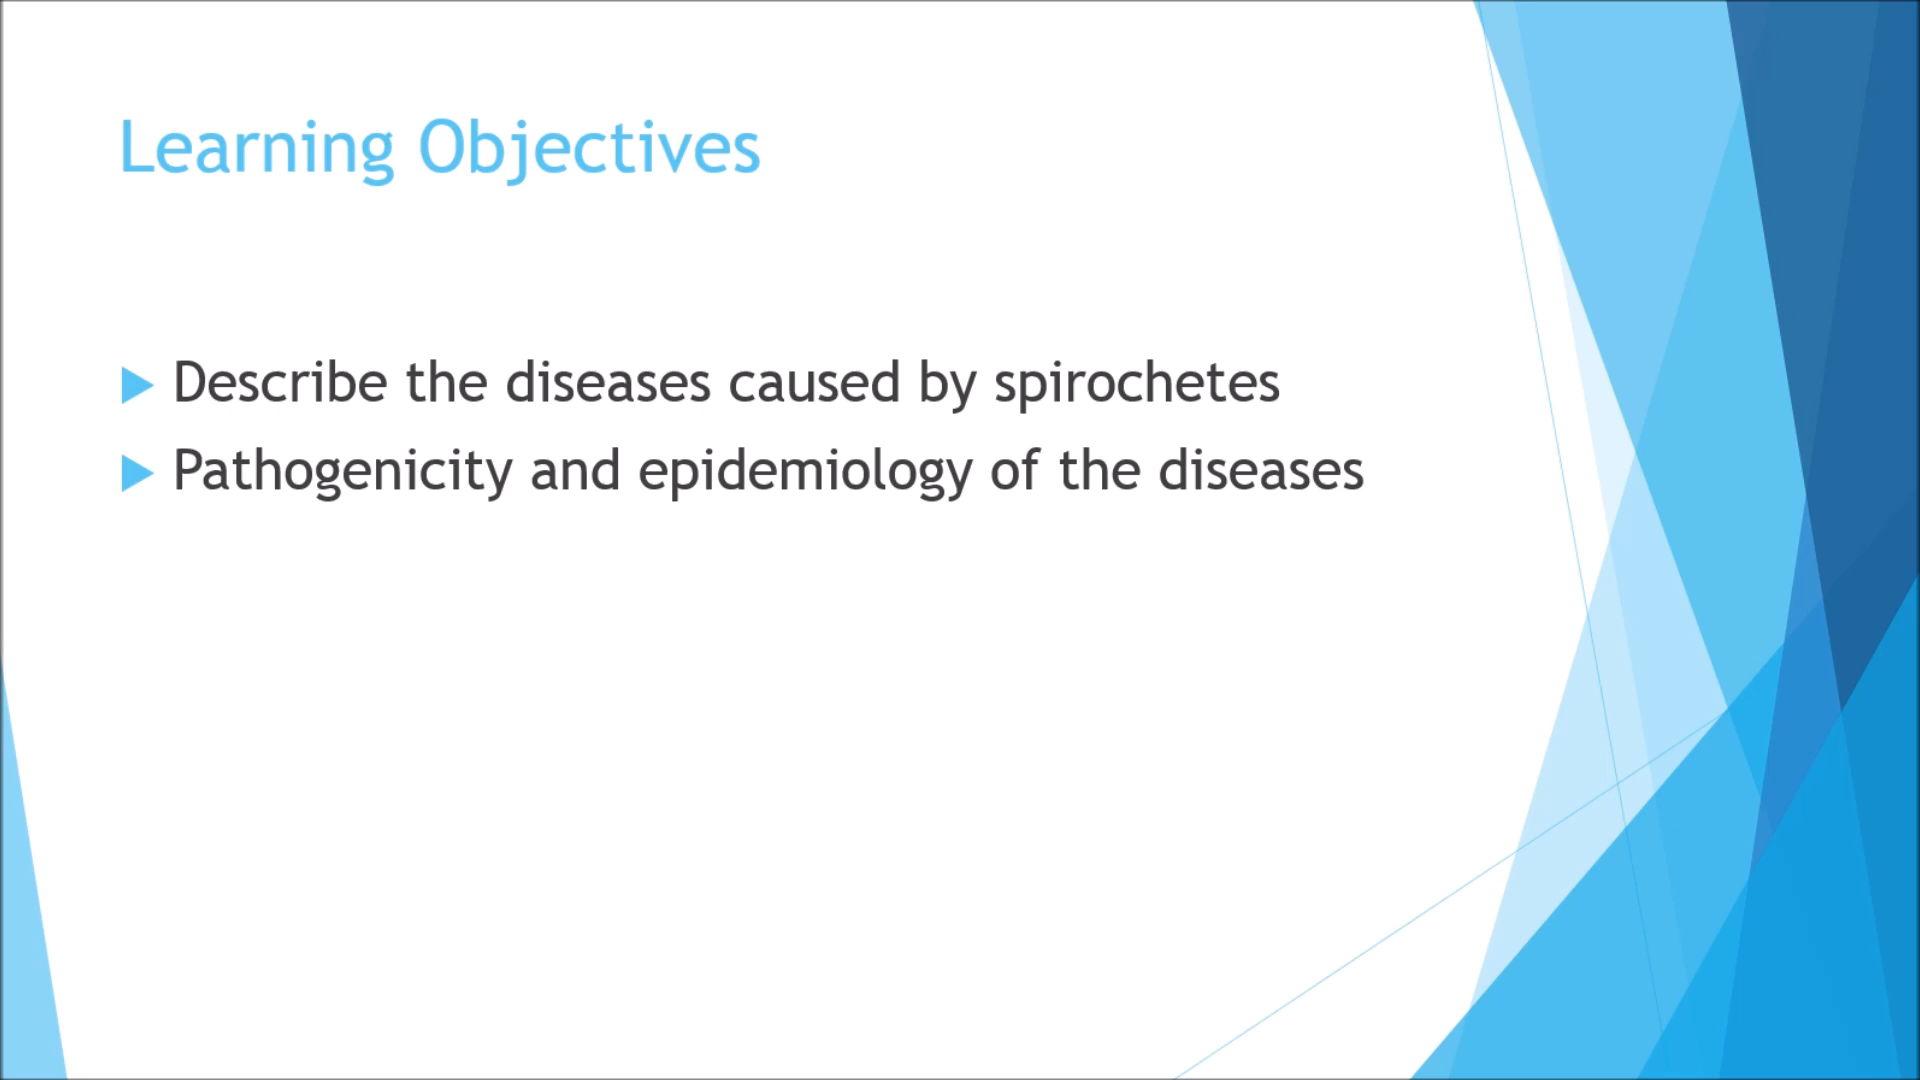 Learning Objectives
Describe the diseases caused by spirochetes
Pathogenicity and epidemiology of the diseases